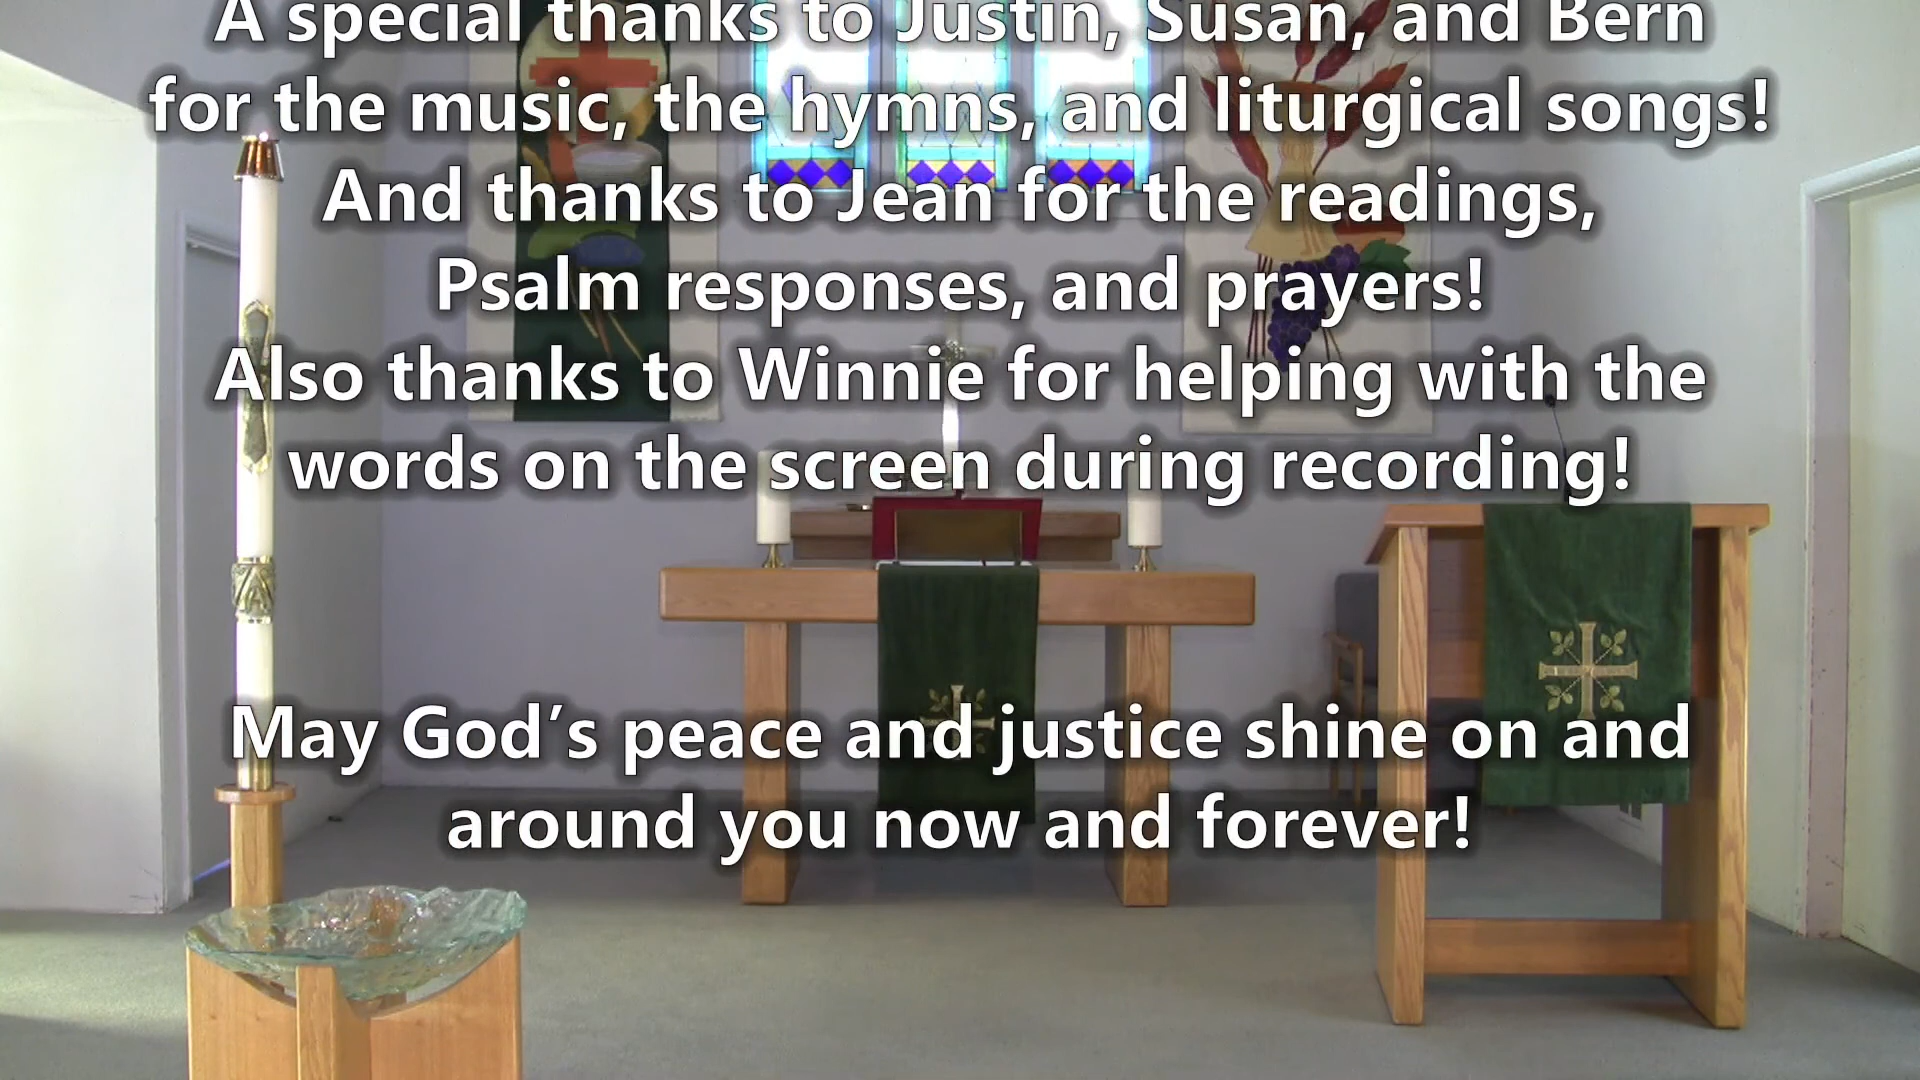 A special thanks to Justin, Susan, and Bern
for the music, the hymns, and liturgical songs!
And thanks to Jean for the readings,
Psalm responses, and prayers!
Also thanks to Winnie for helping with the
words on the screen during recording!
May God’s peace and justice shine on and
around you now and forever!